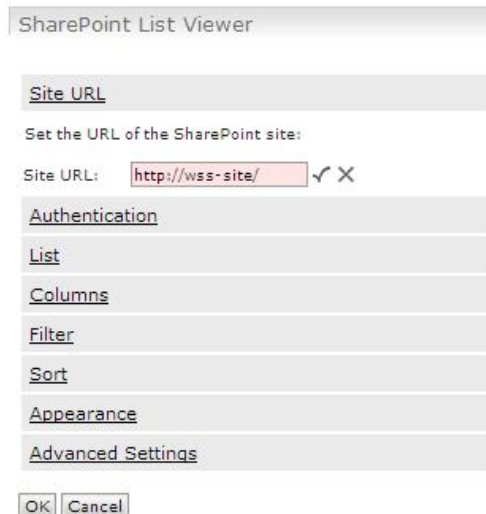 SharePoint List Viewer
Site URL
Set the URL of the SharePoint site:
Site URL: http://wss-site/
Authentication
List
Columns
Filter
Sort
Appearance
Advanced Settings
OK Cancel